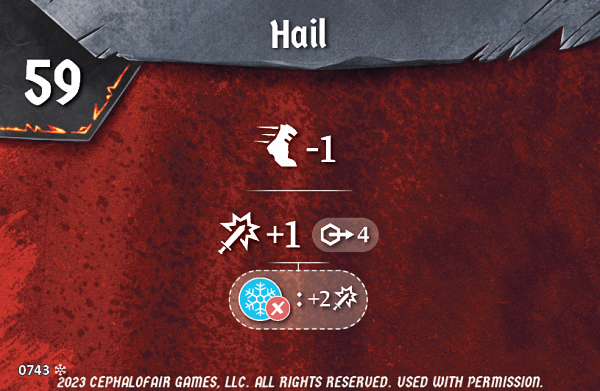 Hail
59
-1
+1 4
: +2
0743
2023 CEPHALOFAIR GAMES, LLC. ALL RIGHTS RESERVED. USED WITH PERMISSION.